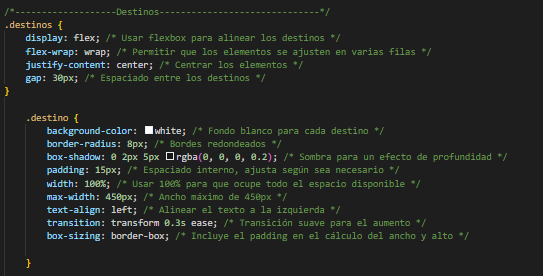 /*-------------------Destinos-----------------------------*/
.destinos {
display: flex; /* Usar flexbox para alinear los destinos */
flex-wrap: wrap; /* Permitir que los elementos se ajusten en varias filas */
justify-content: center; /* Centrar los elementos */
gap: 30px; /* Espaciado entre los destinos */
}
.destino {
background-color: white; /* Fondo blanco para cada destino */
border-radius: 8px; /* Bordes redondeados */
box-shadow: 0 2px 5px rgba(0, 0, 0, 0.2); /* Sombra para un efecto de profundidad */
padding: 15px; /* Espaciado interno, ajusta según sea necesario */
width: 100%; /* Usar 100% para que ocupe todo el espacio disponible */
max-width: 450px; /* Ancho máximo de 450px */
text-align: left; /* Alinear el texto a la izquierda */
transition: transform 0.3s ease; /* Transición suave para el aumento */
box-sizing: border-box; /* Incluye el padding en el cálculo del ancho y alto */
}